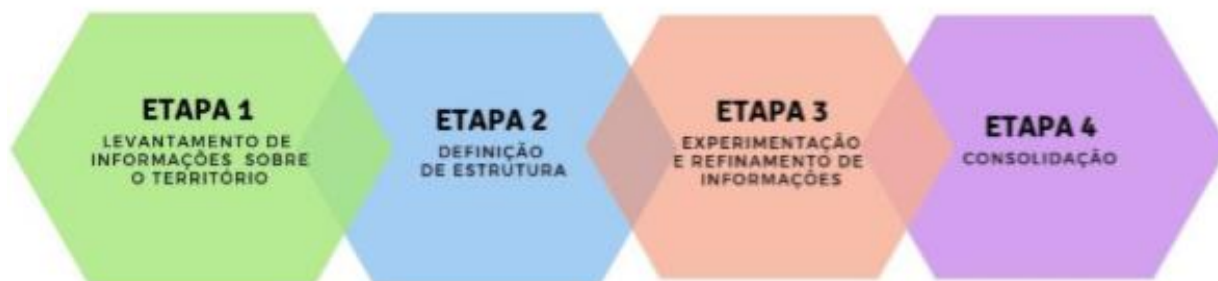 ETAPA 1
LEVANTAMENTO DE
INFORMAÇÕES SOBRE
O TERRITÓRIO
ETAPA 2
DEFINIÇÃO
DE ESTRUTURA
ETAPA 3
EXPERIMENTAÇÃO
E REFINAMENTO DE
INFORMAÇÕES
ETAPA 4
CONSOLIDAÇÃO